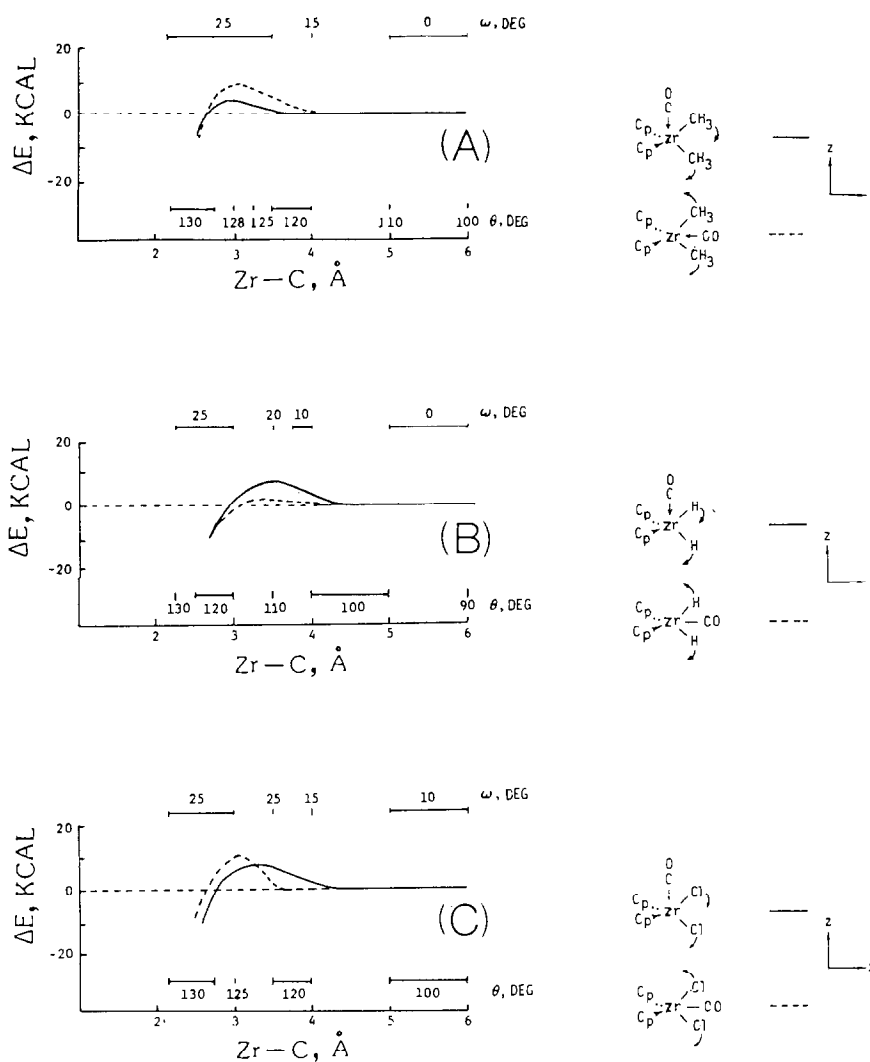 25 15 0 ω, DEG
20
0
-20
ΔE, KCAL
(A)
130 128 125 120 110 100 θ, DEG
2 3 4 5 6
Zr – C, Å
O
C
Cp CH3
Cp Zr
CH3
z
CH3
Cp Zr CO
Cp CH3
25 20 10 0 ω, DEG
20
0
-20
ΔE, KCAL
(B)
130 120 110 100 90 θ, DEG
2 3 4 5 6
Zr – C, Å
O
C
Cp H
Cp Zr
H
z
H
Cp Zr CO
Cp H
25 25 15 10 ω, DEG
20
0
-20
ΔE, KCAL
(C)
130 125 120 100 θ, DEG
2 3 4 5 6
Zr – C, Å
O
C
Cp Cl
Cp Zr
Cl
z
Cl
Cp Zr CO
Cp Cl